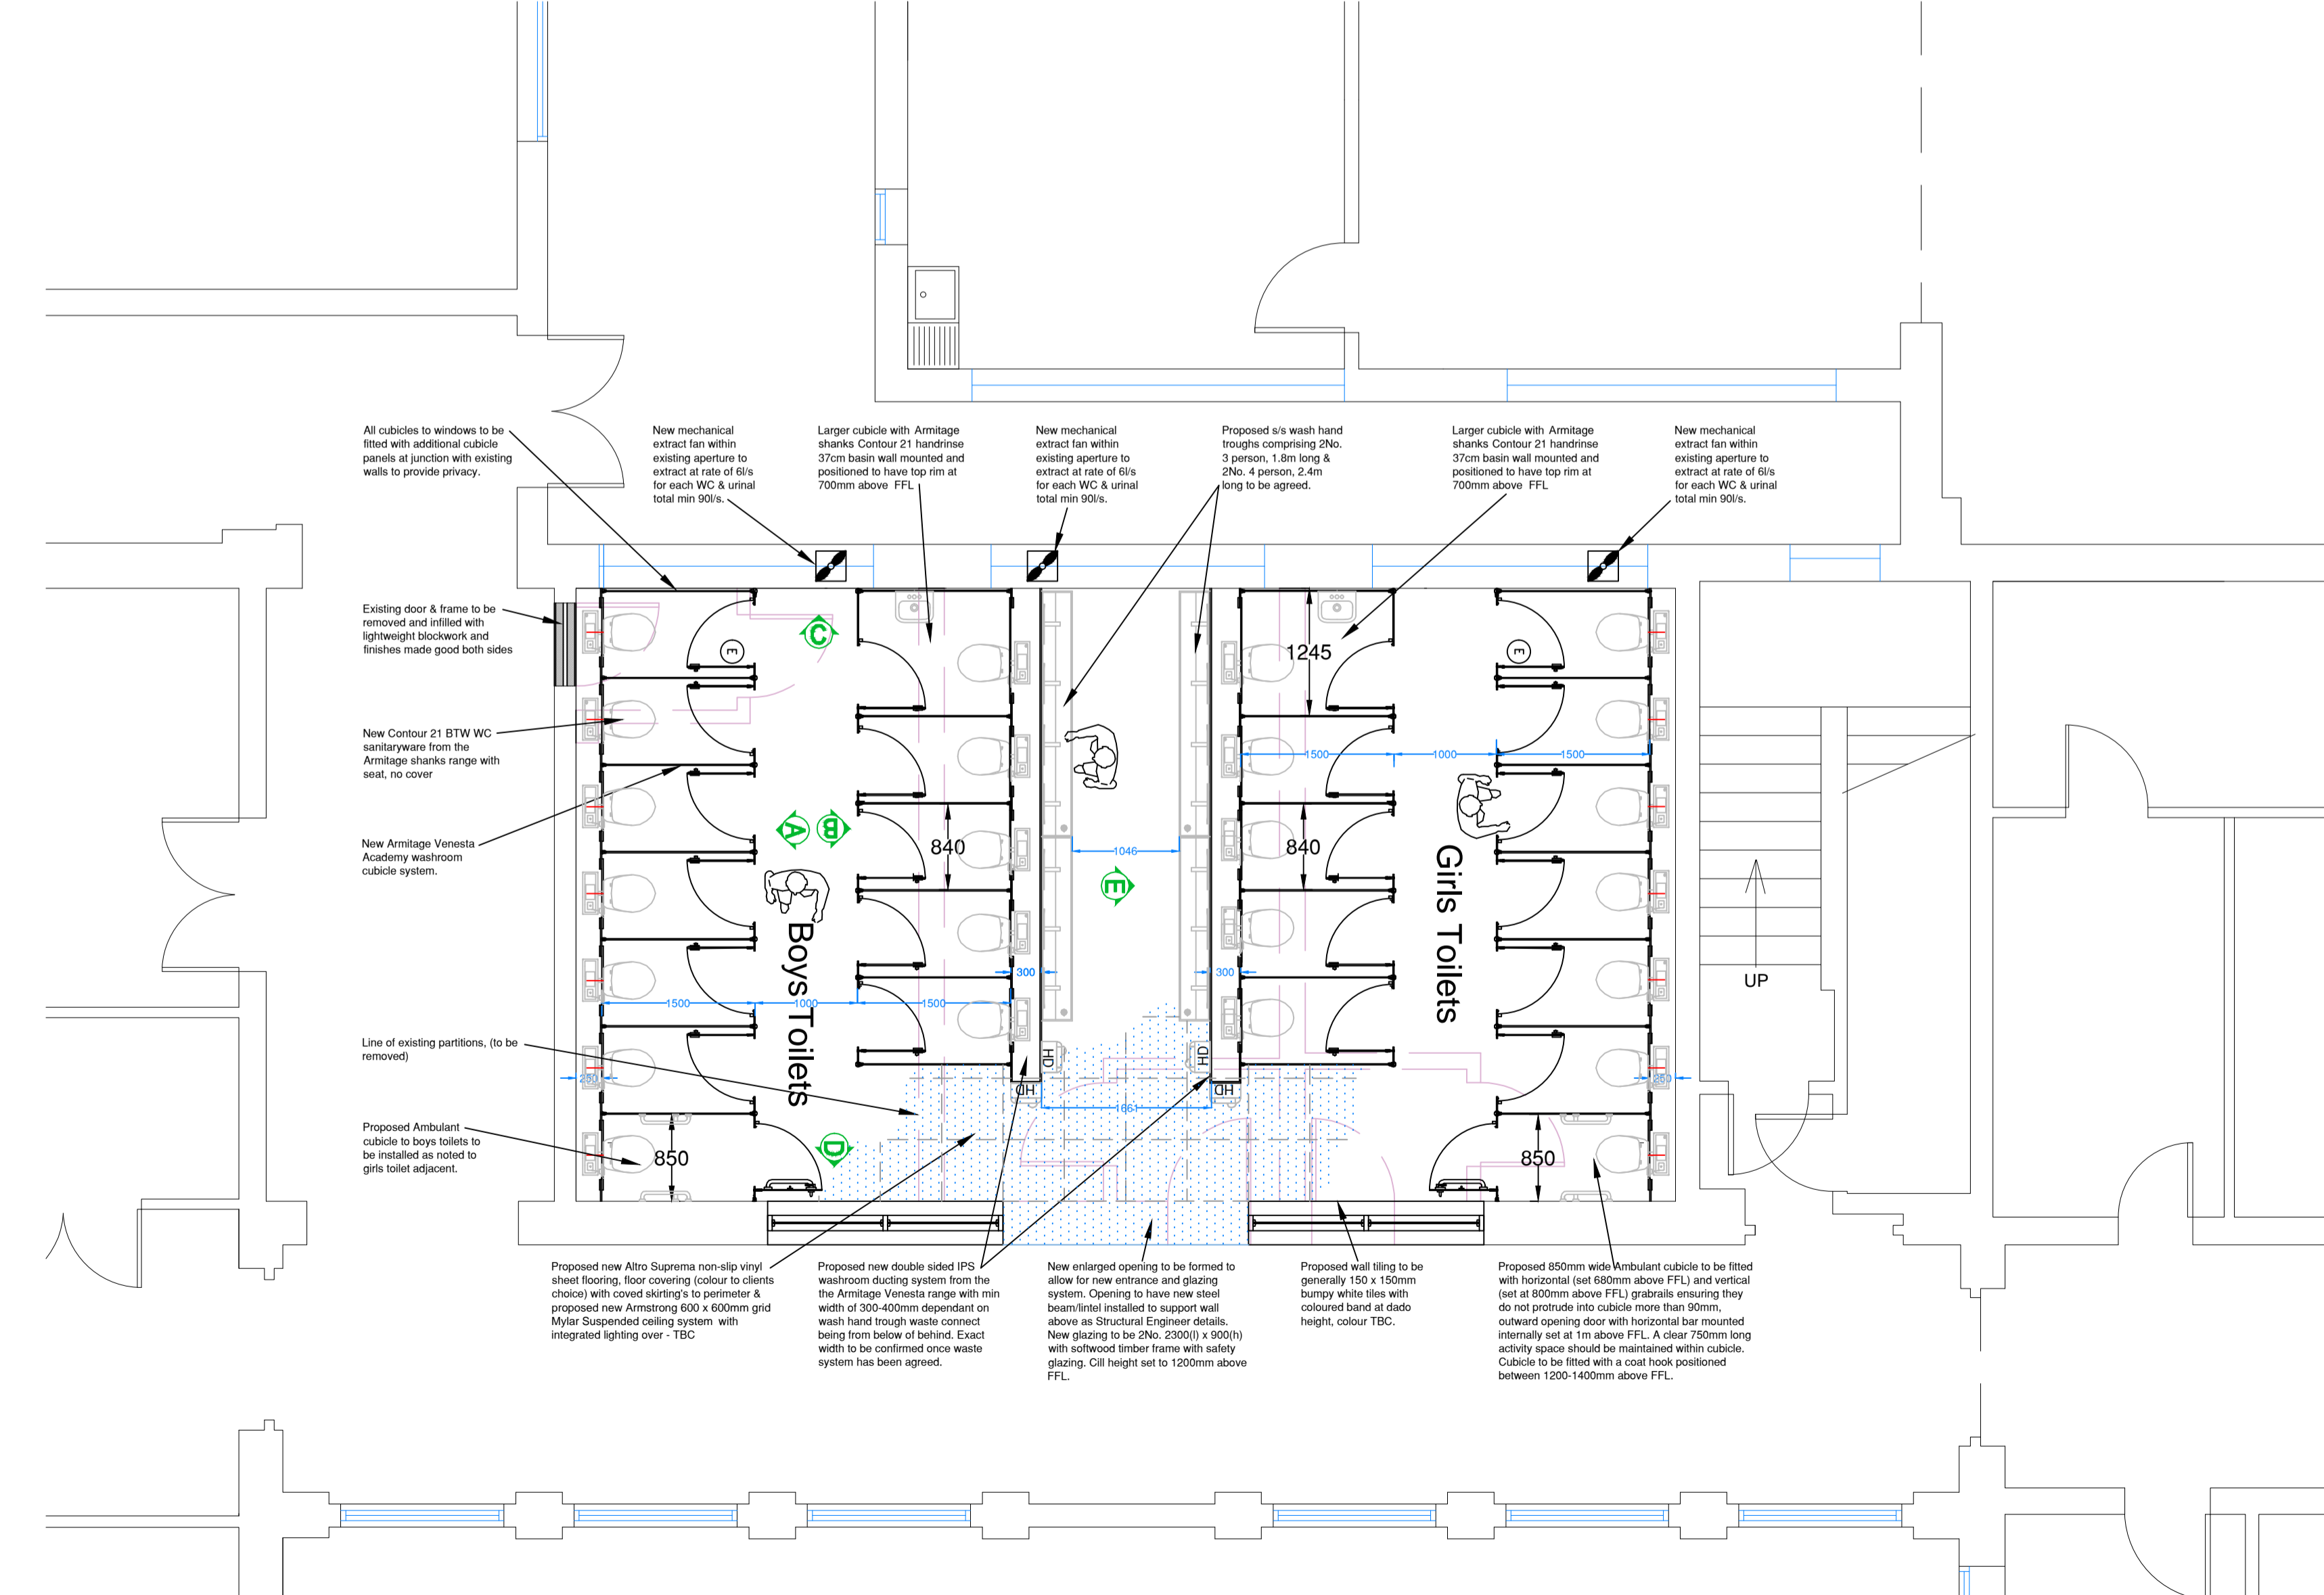 All cubicles to windows to be
fitted with additional cubicle
panels at junction with existing
walls to provide privacy.
New mechanical
extract fan within
existing aperture to
extract at rate of 6l/s
for each WC & urinal
total min 90l/s.
Larger cubicle with Armitage
shanks Contour 21 handrinse
37cm basin wall mounted and
positioned to have top rim at
700mm above FFL
New mechanical
extract fan within
existing aperture to
extract at rate of 6l/s
for each WC & urinal
total min 90l/s.
Proposed s/s wash hand
troughs comprising 2No.
3 person, 1.8m long &
2No. 4 person, 2.4m
long to be agreed.
Larger cubicle with Armitage
shanks Contour 21 handrinse
37cm basin wall mounted and
positioned to have top rim at
700mm above FFL
New mechanical
extract fan within
existing aperture to
extract at rate of 6l/s
for each WC & urinal
total min 90l/s.
Existing door & frame to be
removed and infilled with
lightweight blockwork and
finishes made good both sides
C
E
1245
E
New Contour 21 BTW WC
sanitaryware from the
Armitage shanks range with
seat, no cover
1500
1000
1500
New Armitage Venesta
Academy washroom
cubicle system.
A
B
840
1046
840
E
Boys Toilets
Girls Toilets
300
300
UP
1500
1000
1500
Line of existing partitions, (to be
removed)
HD
HD
250
HD
HD
250
1661
Proposed Ambulant
cubicle to boys toilets to
be installed as noted to
girls toilet adjacent.
850
D
850
Proposed new Altro Suprema non-slip vinyl
sheet flooring, floor covering (colour to clients
choice) with coved skirting's to perimeter &
proposed new Armstrong 600 x 600mm grid
Mylar Suspended ceiling system with
integrated lighting over - TBC
Proposed new double sided IPS
washroom ducting system from the
the Armitage Venesta range with min
width of 300-400mm dependant on
wash hand trough waste connect
being from below of behind. Exact
width to be confirmed once waste
system has been agreed.
New enlarged opening to be formed to
allow for new entrance and glazing
system. Opening to have new steel
beam/lintel installed to support wall
above as Structural Engineer details.
New glazing to be 2No. 2300(l) x 900(h)
with softwood timber frame with safety
glazing. Cill height set to 1200mm above
FFL.
Proposed wall tiling to be
generally 150 x 150mm
bumpy white tiles with
coloured band at dado
height, colour TBC.
Proposed 850mm wide Ambulant cubicle to be fitted
with horizontal (set 680mm above FFL) and vertical
(set at 800mm above FFL) grabrails ensuring they
do not protrude into cubicle more than 90mm,
outward opening door with horizontal bar mounted
internally set at 1m above FFL. A clear 750mm long
activity space should be maintained within cubicle.
Cubicle to be fitted with a coat hook positioned
between 1200-1400mm above FFL.